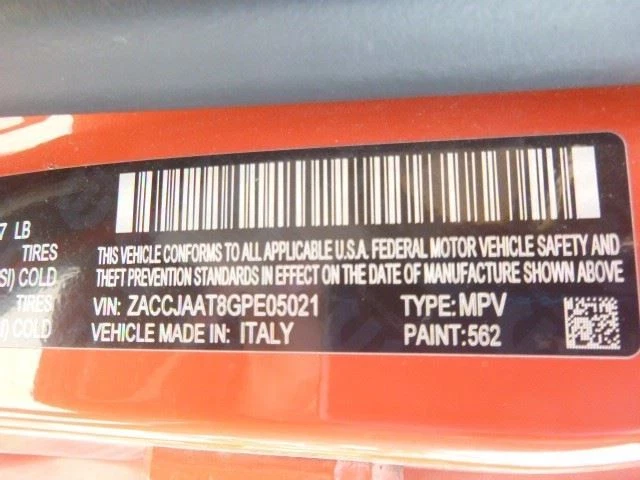 7 LB
TIRES
SI) COLD
TIRES
SI) COLD
THIS VEHICLE CONFORMS TO ALL APPLICABLE U.S.A. FEDERAL MOTOR VEHICLE SAFETY AND
THEFT PREVENTION STANDARDS IN EFFECT ON THE DATE OF MANUFACTURE SHOWN ABOVE
VIN: ZACCJAAT8GPE05021 TYPE: MPV
VEHICLE MADE IN: ITALY PAINT: 562